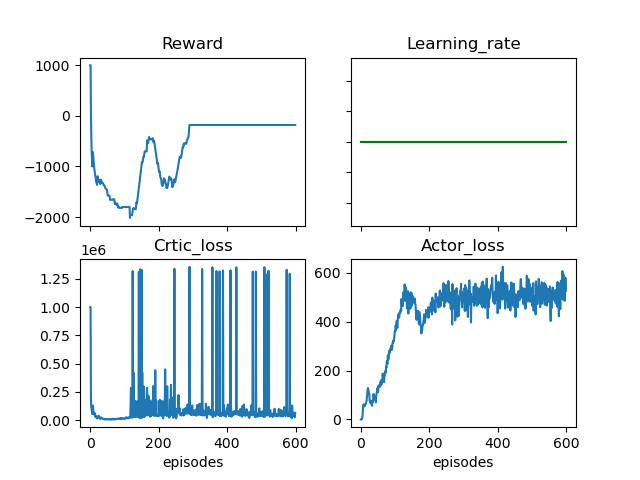 Reward
Learning_rate
1000
0
−1000
−2000
1e6
Crtic_loss
Actor_loss
1.25
1.00
0.75
0.50
0.25
0.00
600
400
200
0
0 200 400 600
0 200 400 600
episodes
episodes